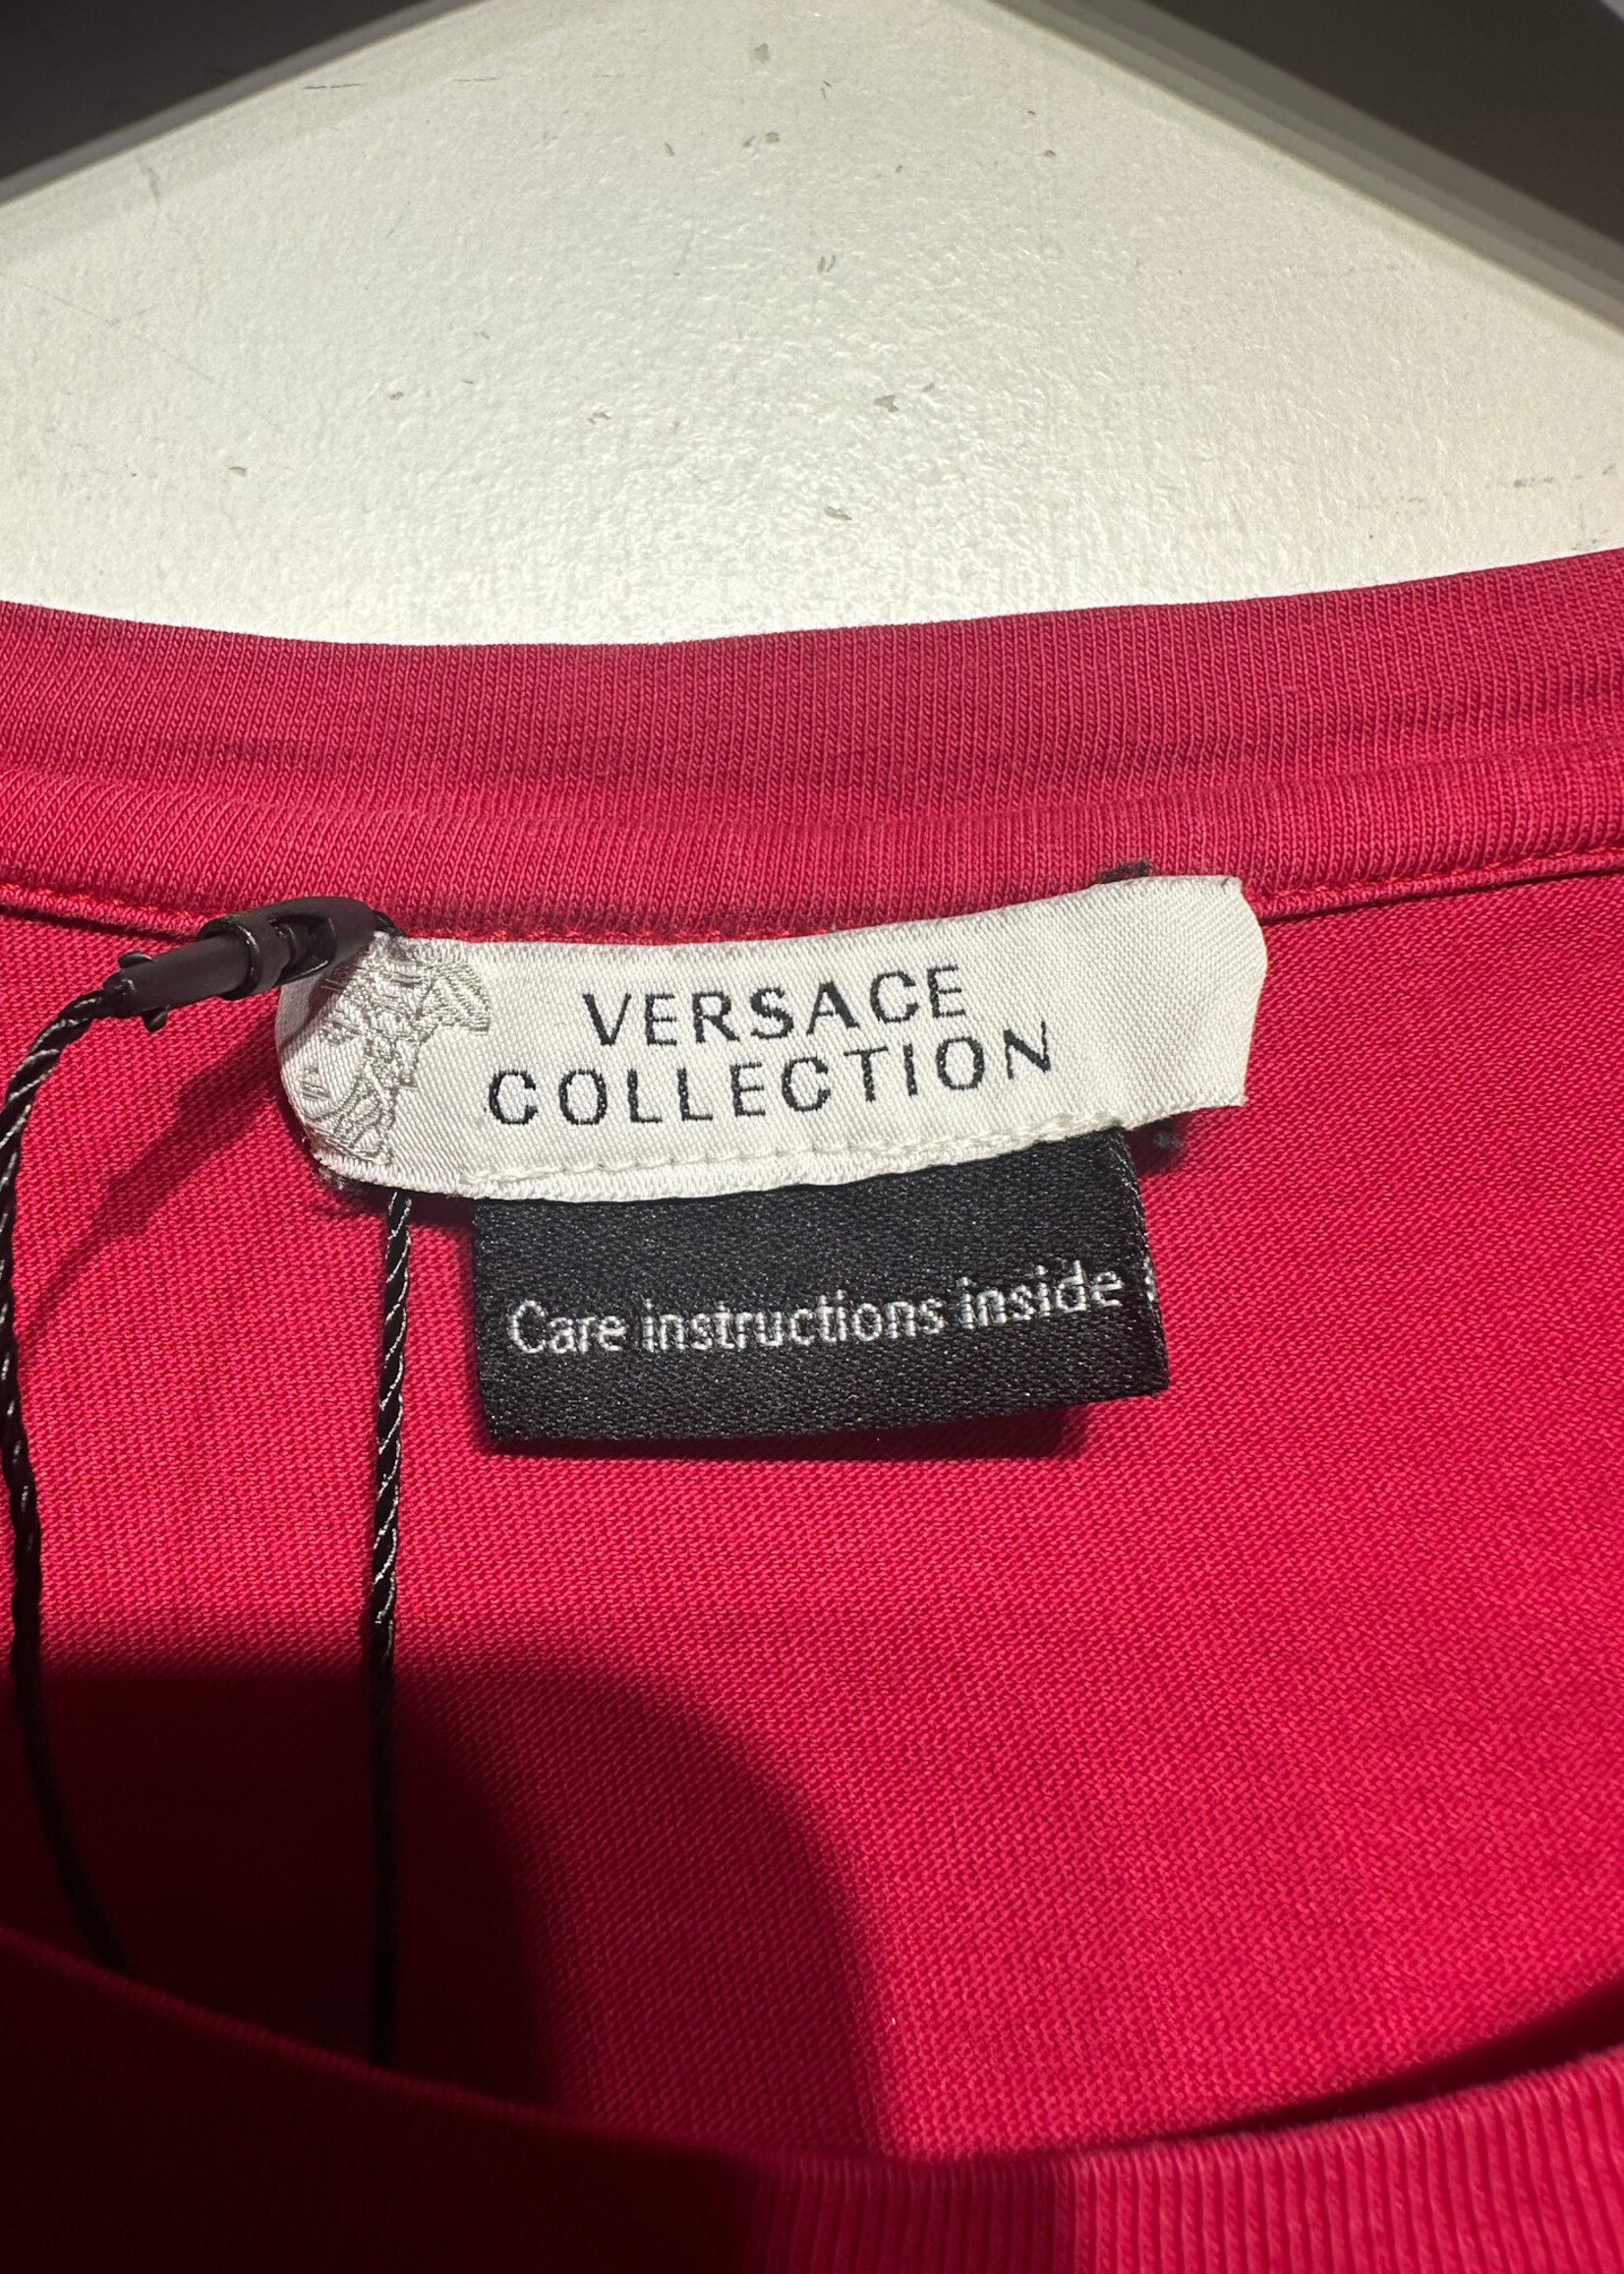 VERSACE
COLLECTION
Care instructions inside